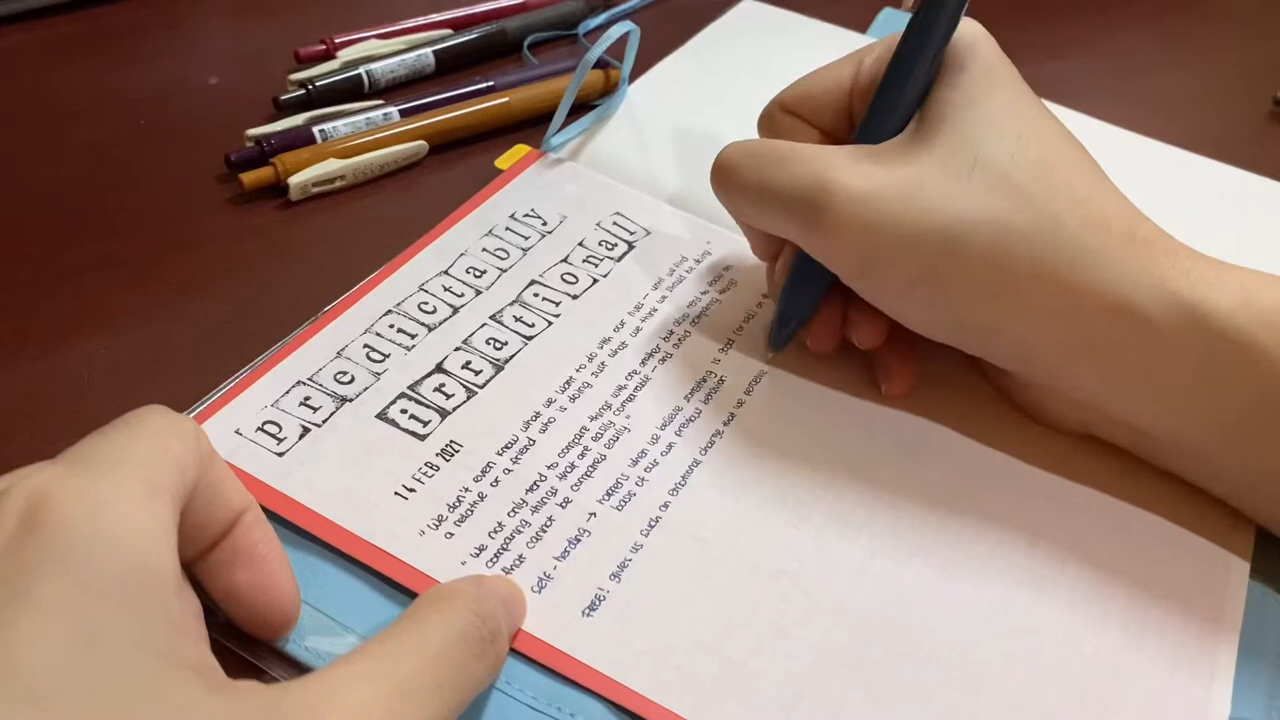 predictably
irrational
14 FEB 2021
"We don't even know what we want to do with our lives — until we find
a relative or a friend who is doing just what we think we should be doing."
"We not only tend to compare things with one another but also tend to focus on
comparing things that are easily comparable — and avoid comparing things
that cannot be compared easily."
self-herding → happens when we believe something is good (or bad) on the
basis of our own previous behavior
FREE! gives us such an emotional charge that we perceive